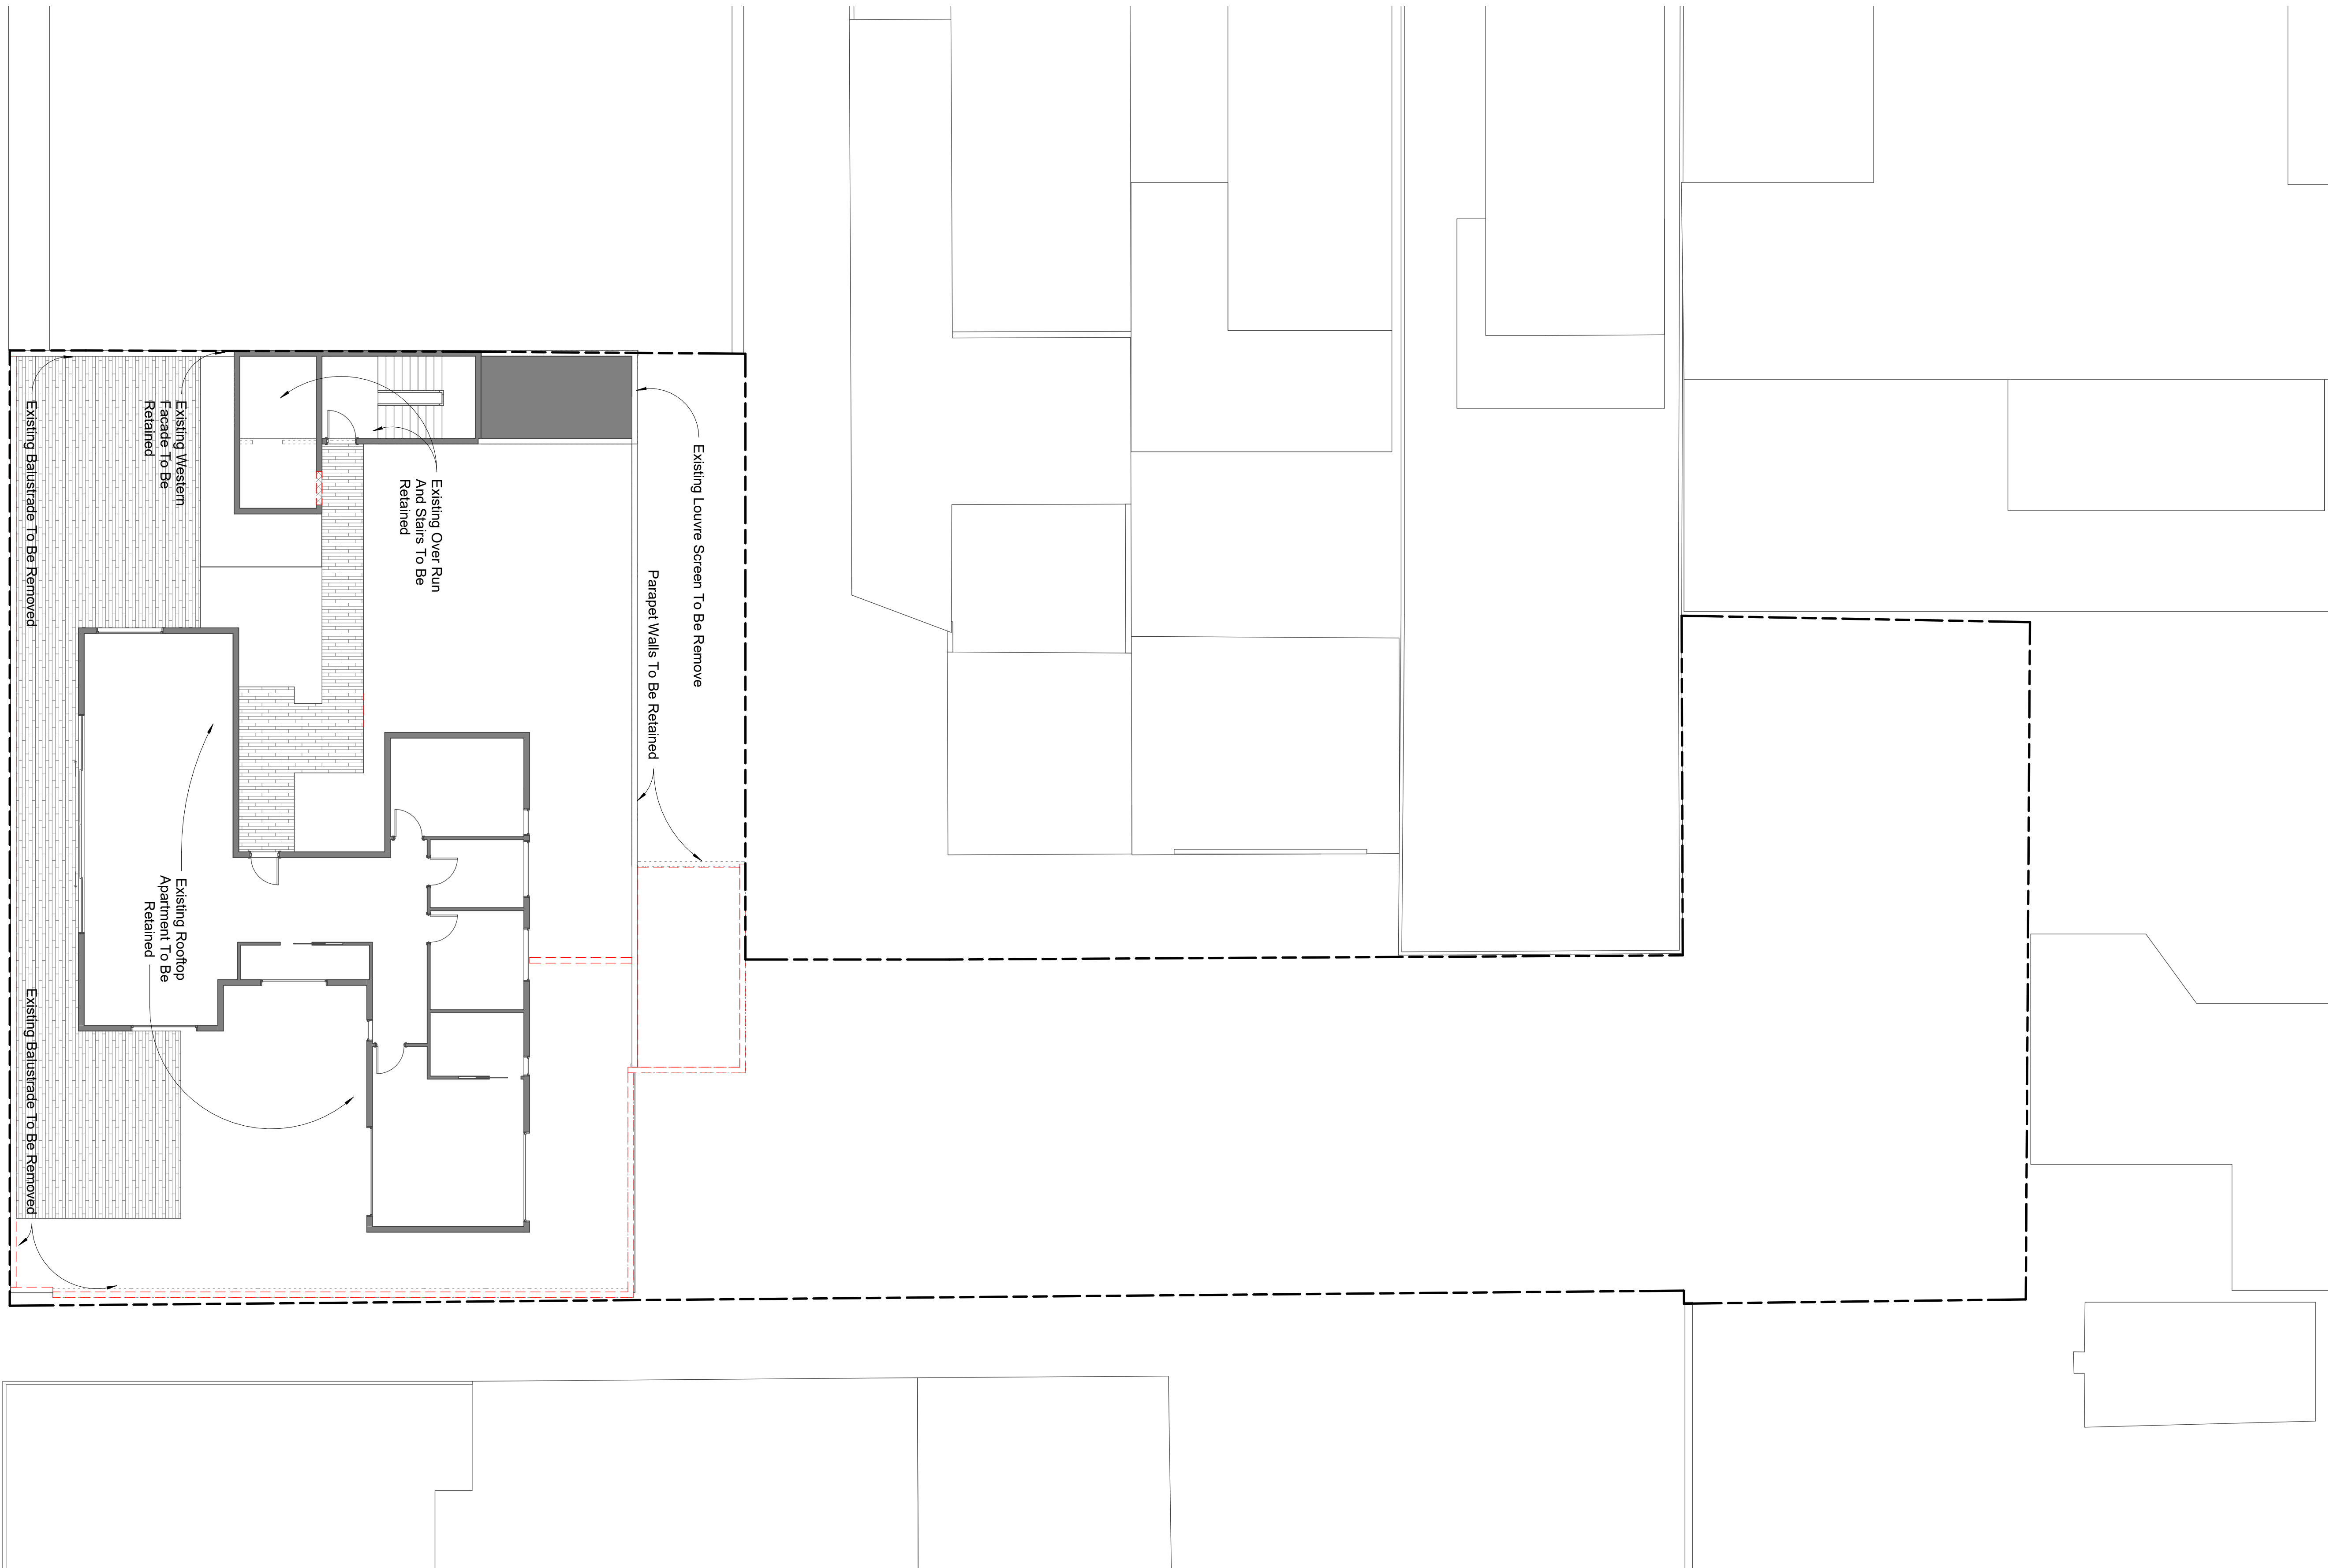 Existing Louvre Screen To Be Remove
Parapet Walls To Be Retained
Existing Over Run
And Stairs To Be
Retained
Existing Western
Facade To Be
Retained
Existing Balustrade To Be Removed
Existing Rooftop
Apartment To Be
Retained
Existing Balustrade To Be Removed